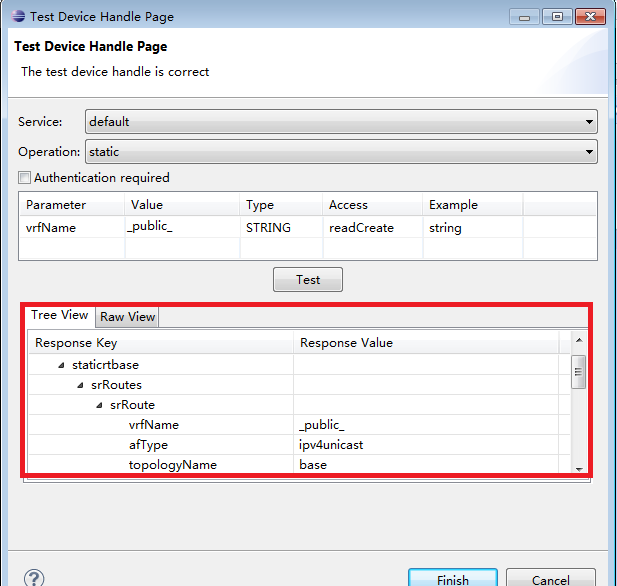 Test Device Handle Page
Test Device Handle Page
The test device handle is correct
Service: default
Operation: static
Authentication required
Parameter Value Type Access Example
vrfName _public_ STRING readCreate string
Test
Tree View Raw View
Response Key Response Value
staticrtbase
srRoutes
srRoute
vrfName _public_
afType ipv4unicast
topologyName base
? Finish Cancel